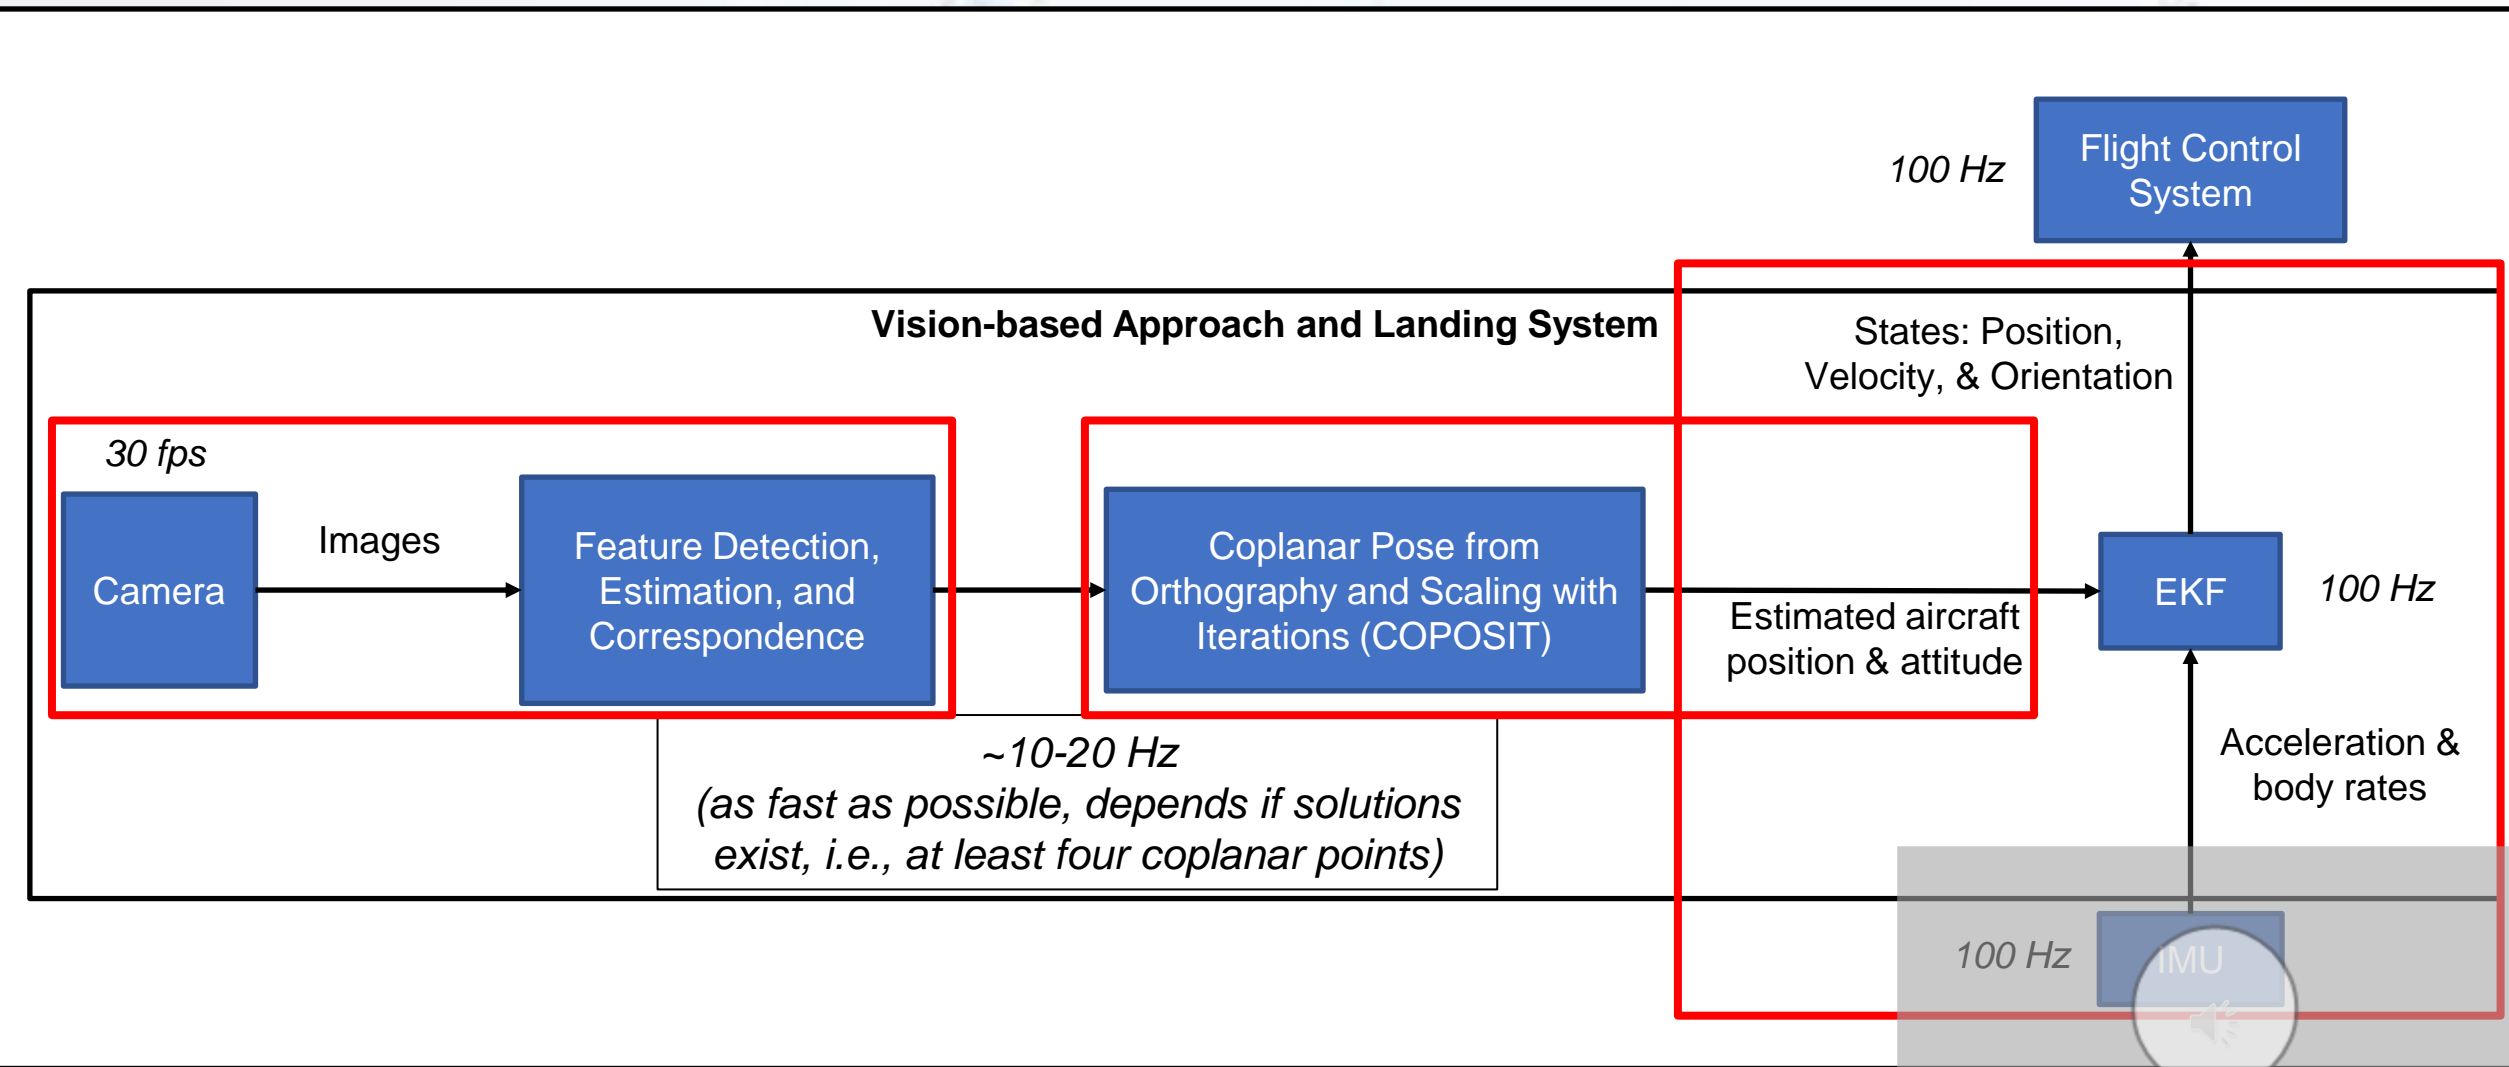 100 Hz
Flight Control
System
Vision-based Approach and Landing System
States: Position,
Velocity, & Orientation
30 fps
Camera
Images
Feature Detection,
Estimation, and
Correspondence
Coplanar Pose from
Orthography and Scaling with
Iterations (COPOSIT)
Estimated aircraft
position & attitude
EKF
100 Hz
~10-20 Hz
(as fast as possible, depends if solutions
exist, i.e., at least four coplanar points)
Acceleration &
body rates
100 Hz
IMU